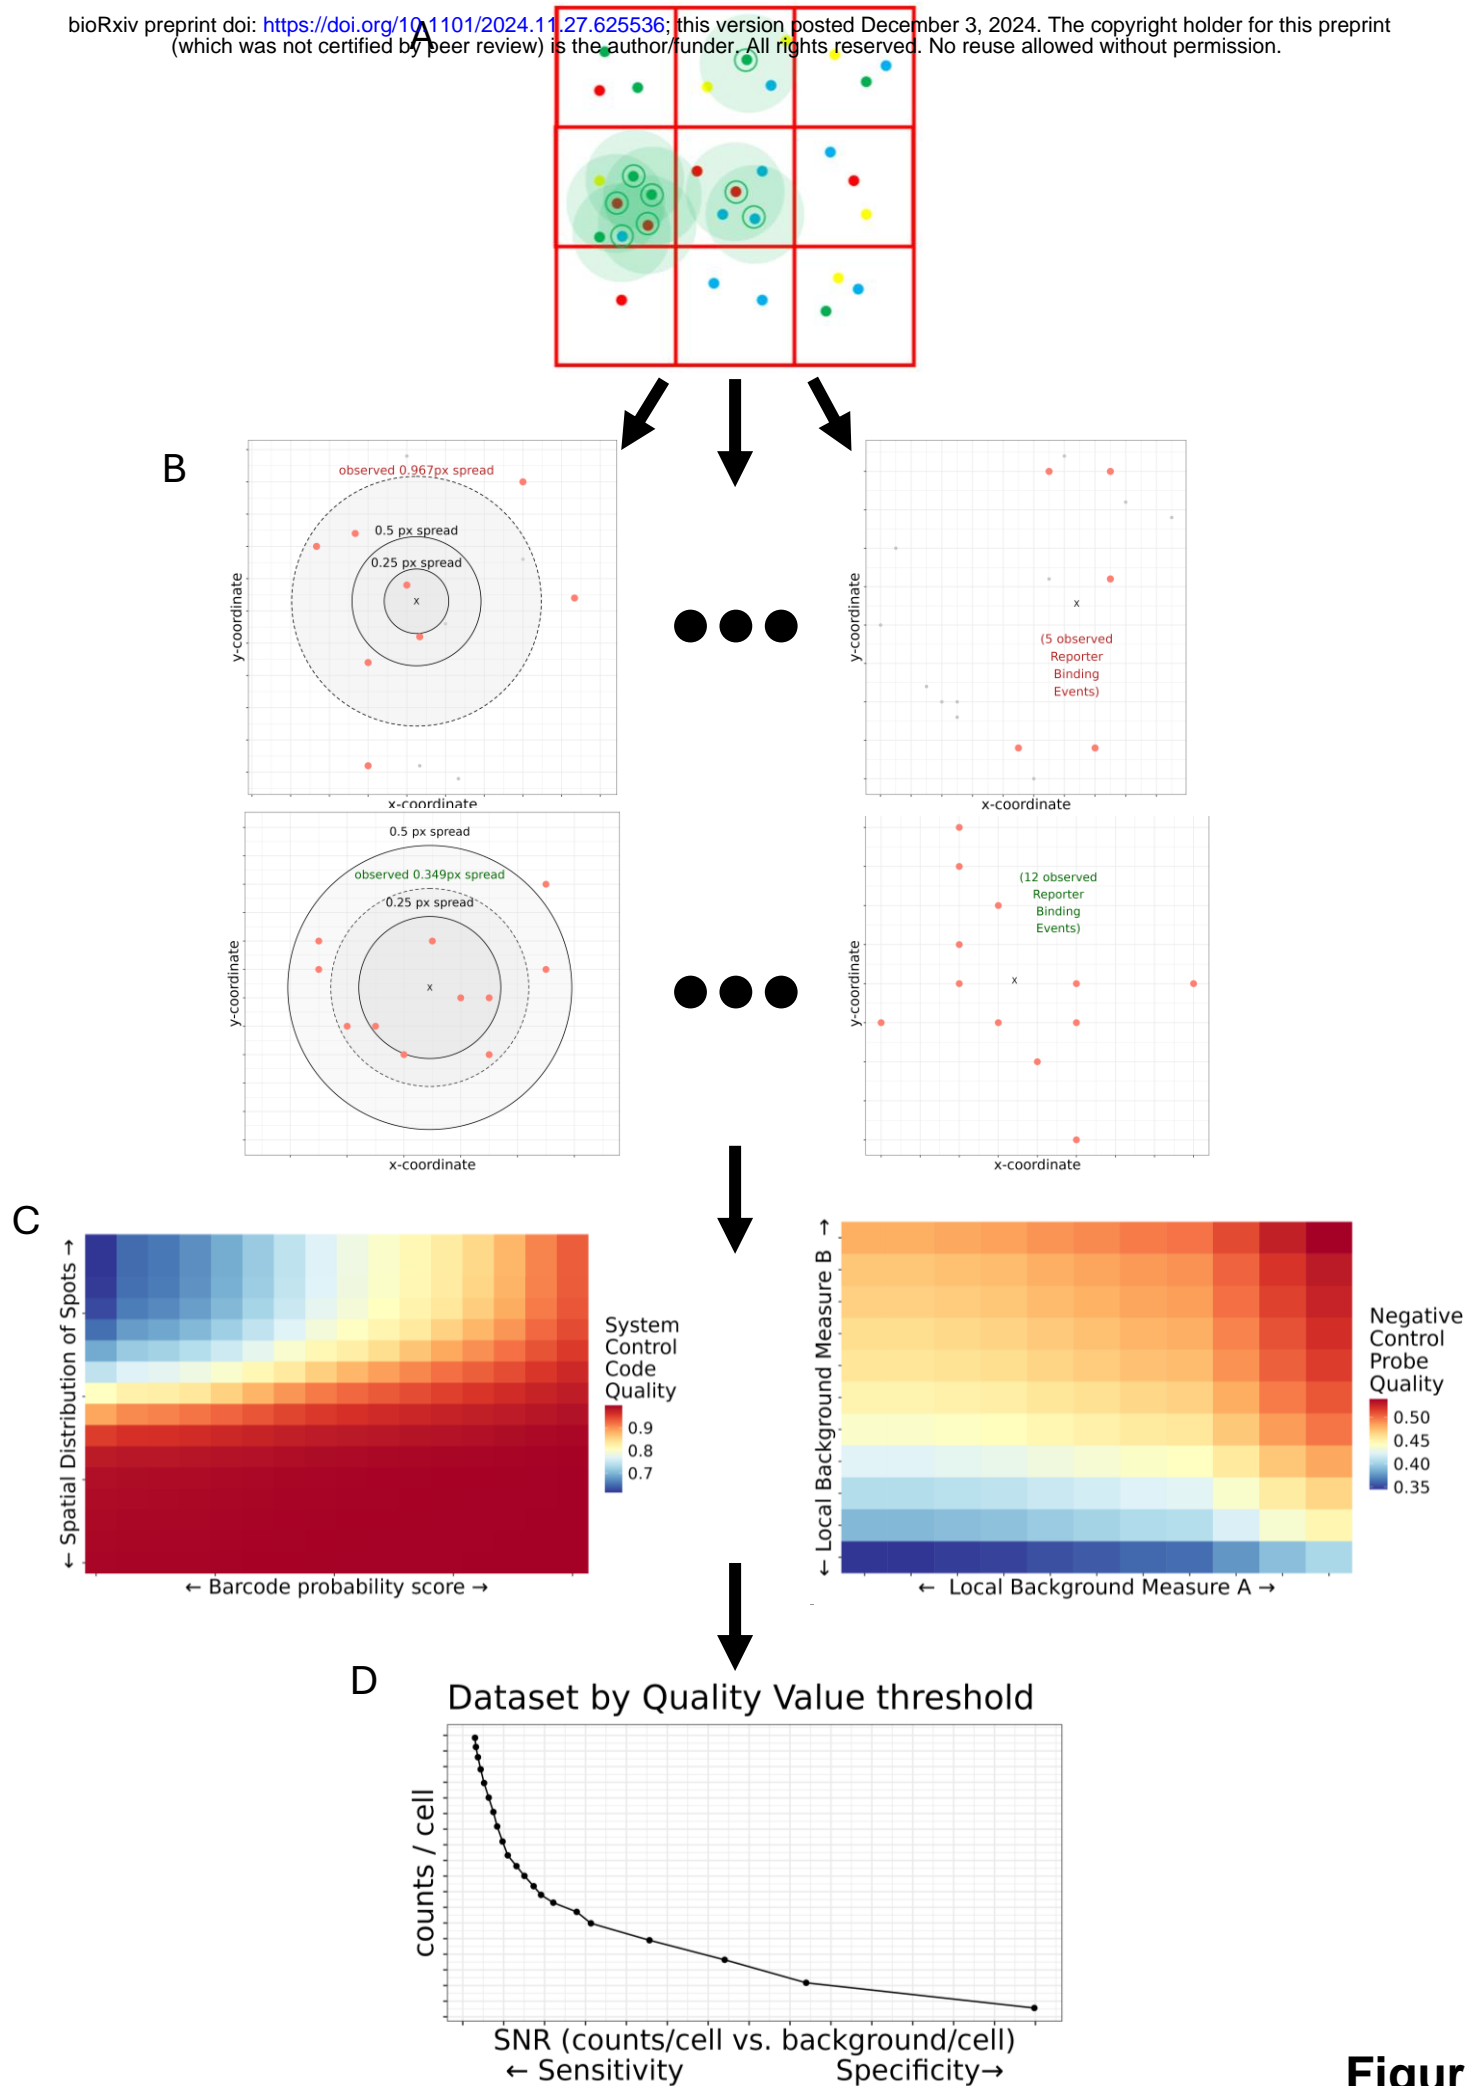 bioRxiv preprint doi: https://doi.org/10.1101/2024.11.27.625536; this version posted December 3, 2024. The copyright holder for this preprint
(which was not certified by peer review) is the author/funder. All rights reserved. No reuse allowed without permission.
A
B
observed 0.967px spread
0.5 px spread
0.25 px spread
x
y-coordinate
x-coordinate
x
(5 observed
Reporter
Binding
Events)
y-coordinate
x-coordinate
0.5 px spread
observed 0.349px spread
0.25 px spread
x
y-coordinate
x-coordinate
(12 observed
Reporter
Binding
Events)
x
y-coordinate
x-coordinate
C
← Spatial Distribution of Spots →
← Barcode probability score →
System
Control
Code
Quality
0.9
0.8
0.7
← Local Background Measure B →
← Local Background Measure A →
Negative
Control
Probe
Quality
0.50
0.45
0.40
0.35
D
Dataset by Quality Value threshold
counts / cell
SNR (counts/cell vs. background/cell)
← Sensitivity Specificity→
Figur